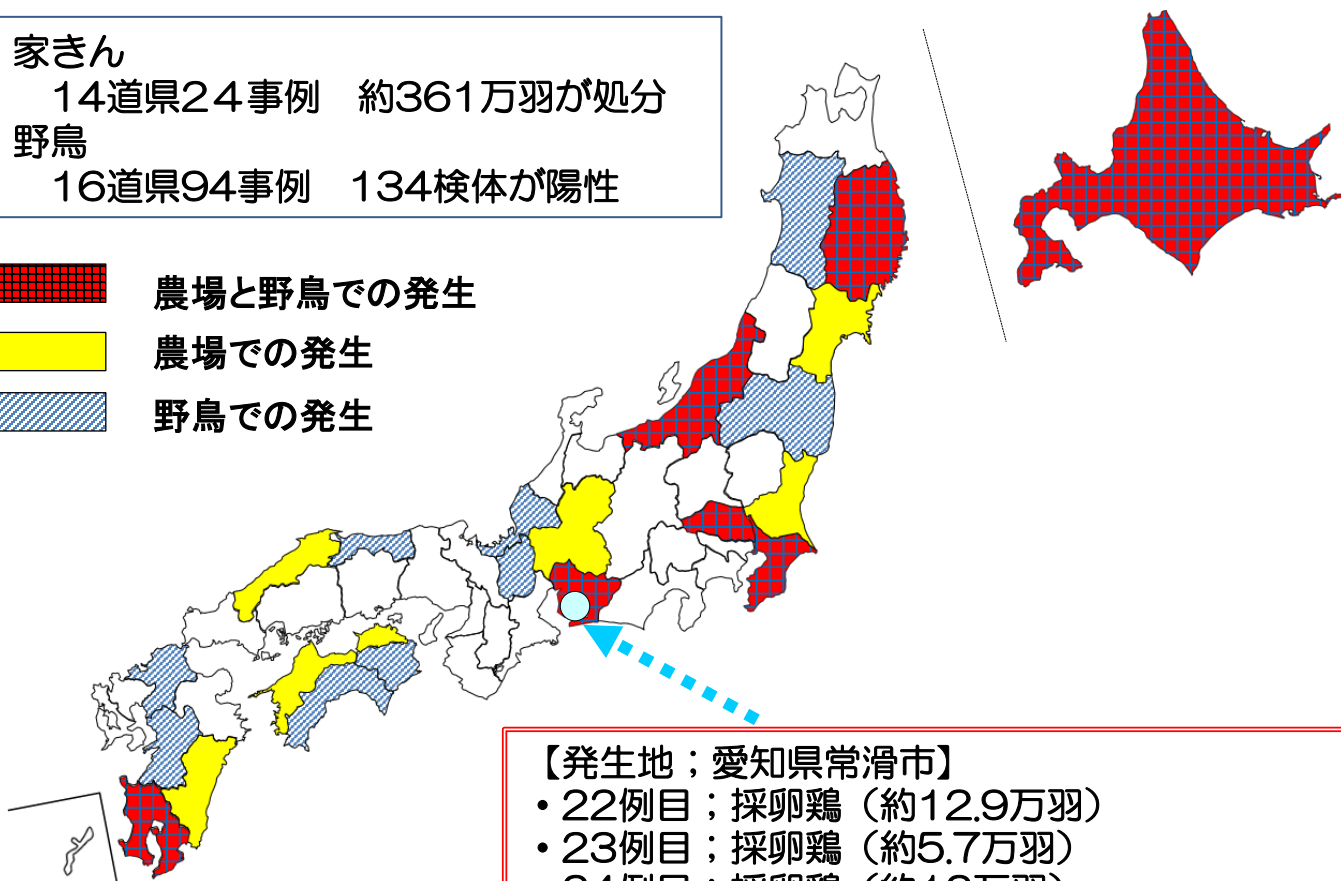 家きん
14道県24事例 約361万羽が処分
野鳥
16道県94事例 134検体が陽性
農場と野鳥での発生
農場での発生
野鳥での発生
【発生地；愛知県常滑市】
・22例目；採卵鶏（約12.9万羽）
・23例目；採卵鶏（約5.7万羽）